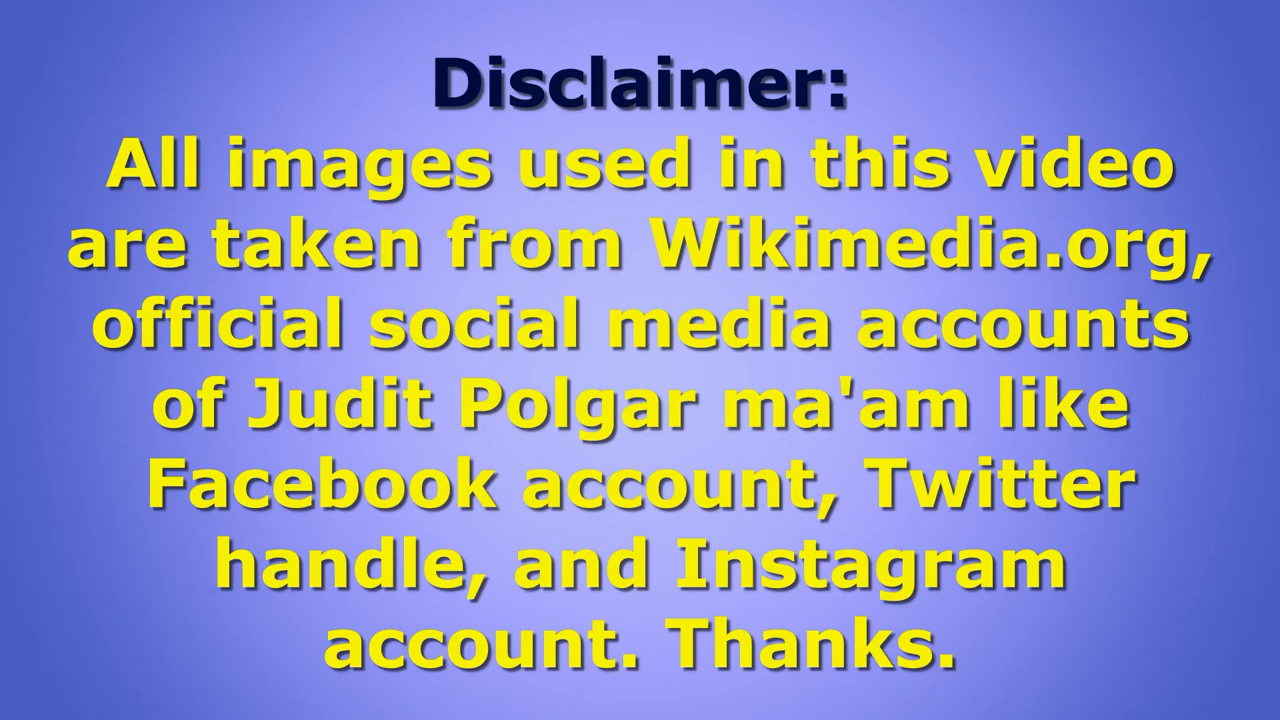 Disclaimer:
All images used in this video
are taken from Wikimedia.org,
official social media accounts
of Judit Polgar ma'am like
Facebook account, Twitter
handle, and Instagram
account. Thanks.